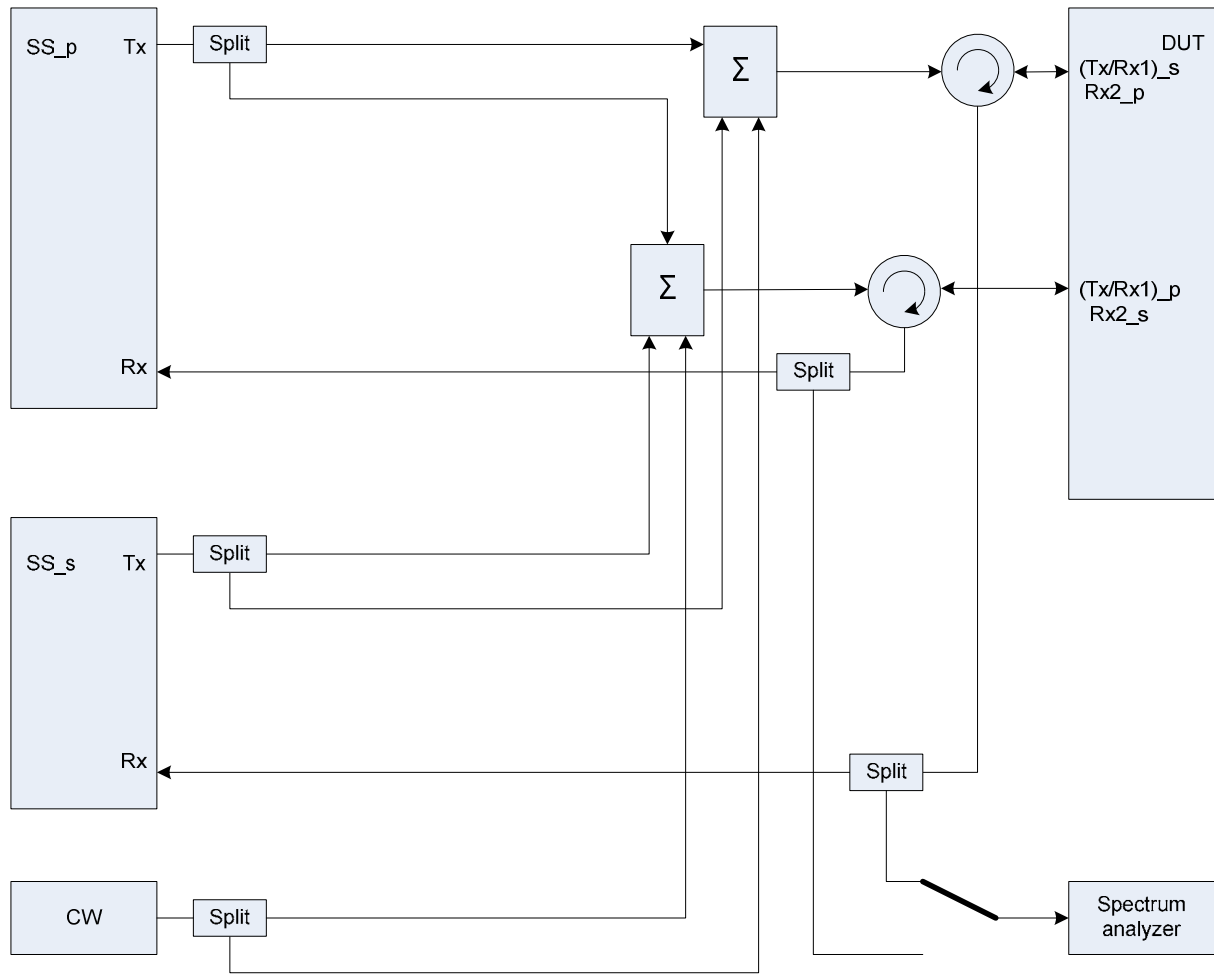 SS_p
Tx
Split
Σ
DUT
(Tx/Rx1)_s
Rx2_p
Σ
(Tx/Rx1)_p
Rx2_s
Rx
Split
SS_s
Tx
Split
Rx
Split
CW
Split
Spectrum
analyzer